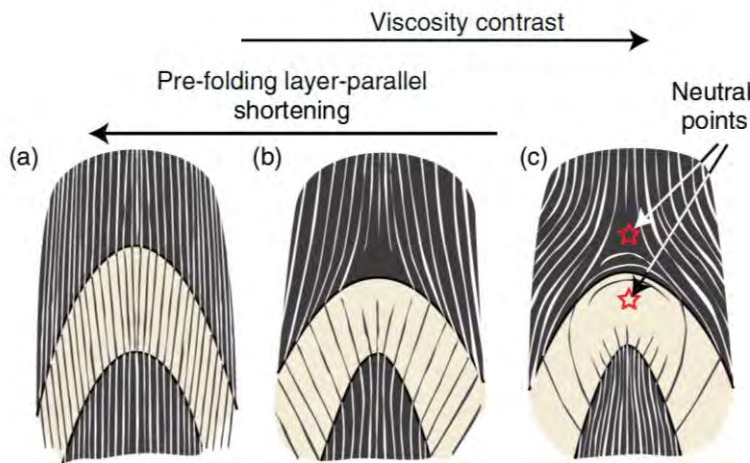 Viscosity contrast
Pre-folding layer-parallel
shortening
Neutral
points
(a)
(b)
(c)